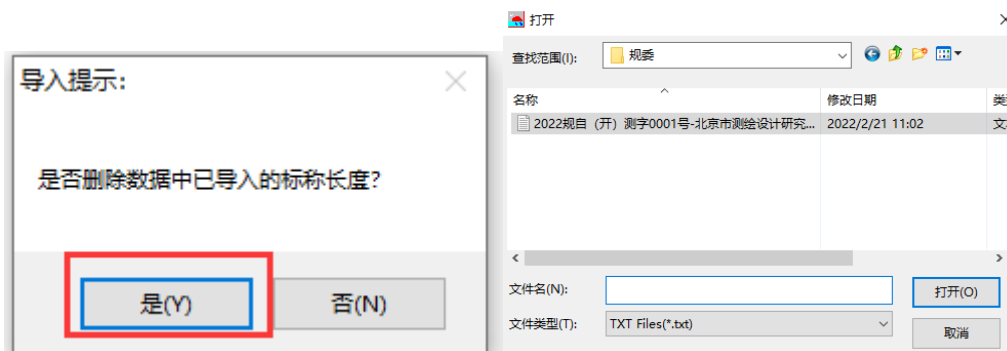 导入提示:
是否删除数据中已导入的标称长度?
是(Y)
否(N)
打开
查找范围(I):
规委
名称
修改日期
类
2022规自（开）测字0001号-北京市测绘设计研究...
2022/2/21 11:02
文
文件名(N):
打开(O)
文件类型(T):
TXT Files(*.txt)
取消